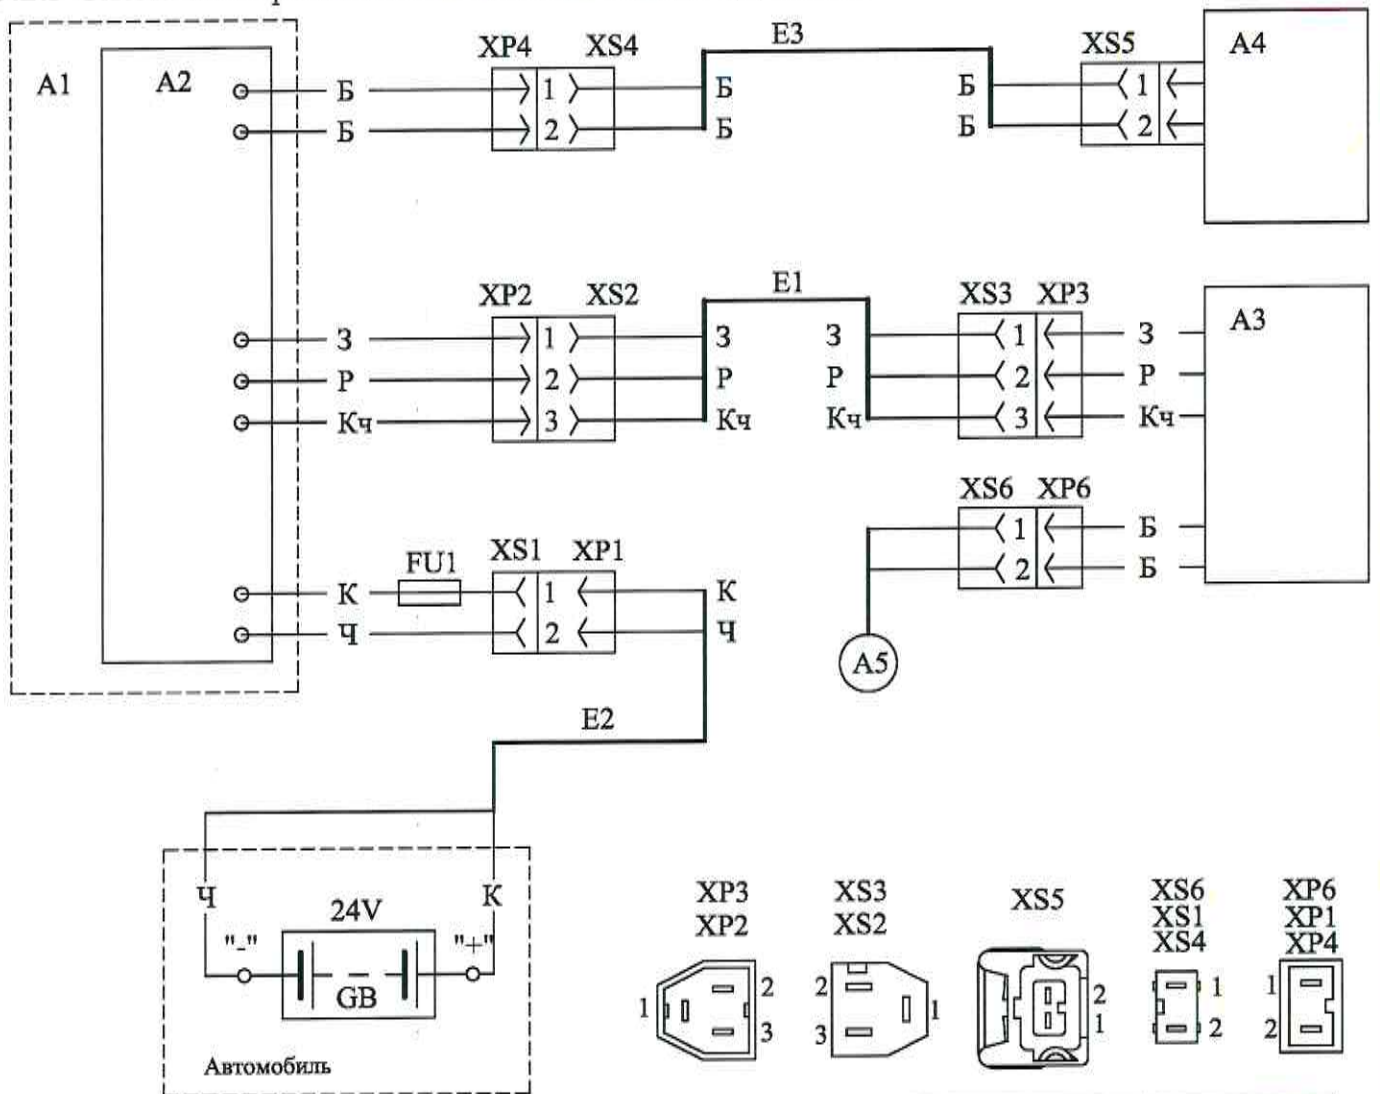 XP4 XS4 E3 XS5 A4
A1 A2
Б 1 Б Б 1
Б 2 Б Б 2
XP2 XS2 E1 XS3 XP3 A3
З 1 З З 1 З
Р 2 Р Р 2 Р
Кч 3 Кч Кч 3 Кч
XS6 XP6
1 Б
2 Б
FU1 XS1 XP1
К 1 К
Ч 2 Ч
A5
E2
Ч К
24V
"-" "+"
GB
Автомобиль
XP3
XP2
1 2
3
XS3
XS2
2 1
3
XS5
2
1
XS6
XS1
XS4
1
2
XP6
XP1
XP4
1
2